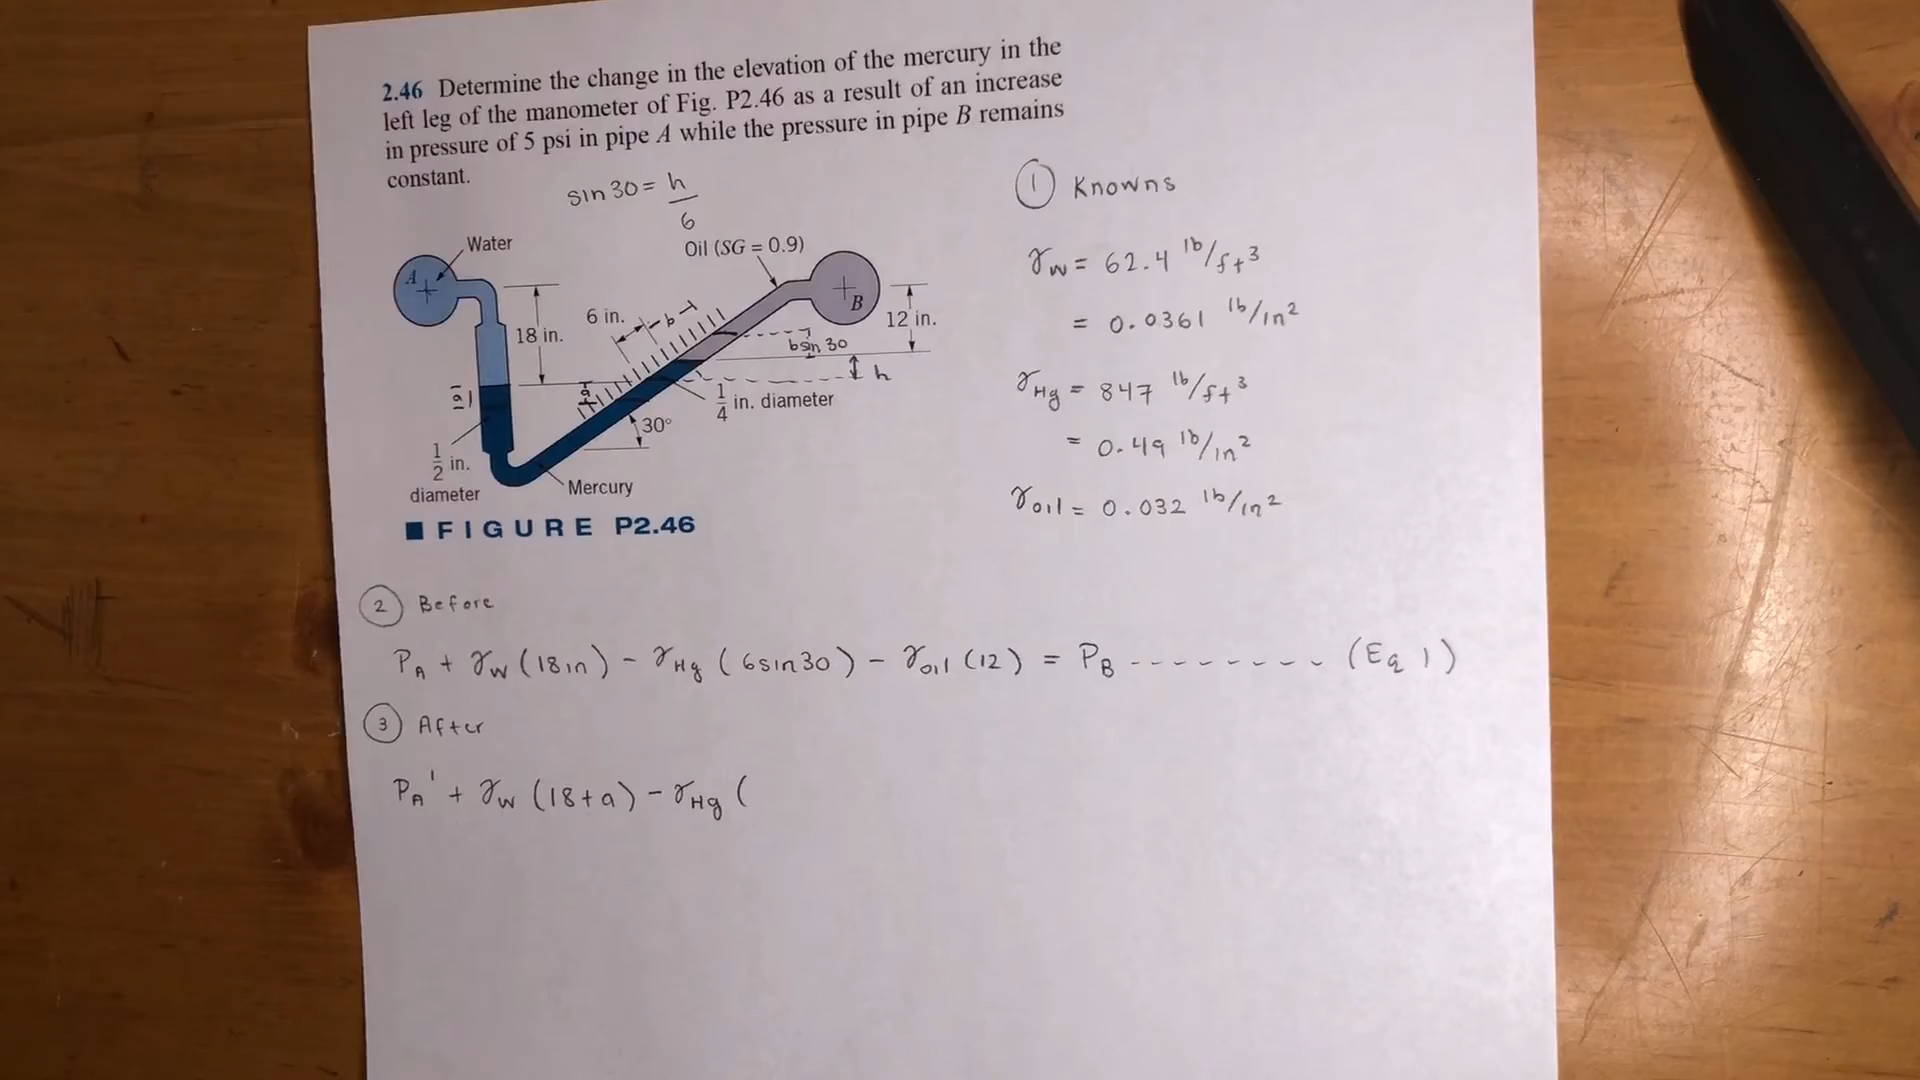 2.46 Determine the change in the elevation of the mercury in the
left leg of the manometer of Fig. P2.46 as a result of an increase
in pressure of 5 psi in pipe A while the pressure in pipe B remains
constant.
sin 30 = h/6
① Knowns
Water
Oil (SG = 0.9)
A
B
γw = 62.4 lb/ft³
6 in.
b
18 in.
12 in.
= 0.0361 lb/in²
b sin 30
h
a
a
1/4 in. diameter
γHg = 847 lb/ft³
30°
= 0.49 lb/in²
1/2 in.
diameter
Mercury
γoil = 0.032 lb/in²
FIGURE P2.46
② Before
PA + γw (18in) - γHg (6sin30) - γoil (12) = PB -------- (Eq 1)
③ After
PA' + γw (18+a) - γHg (